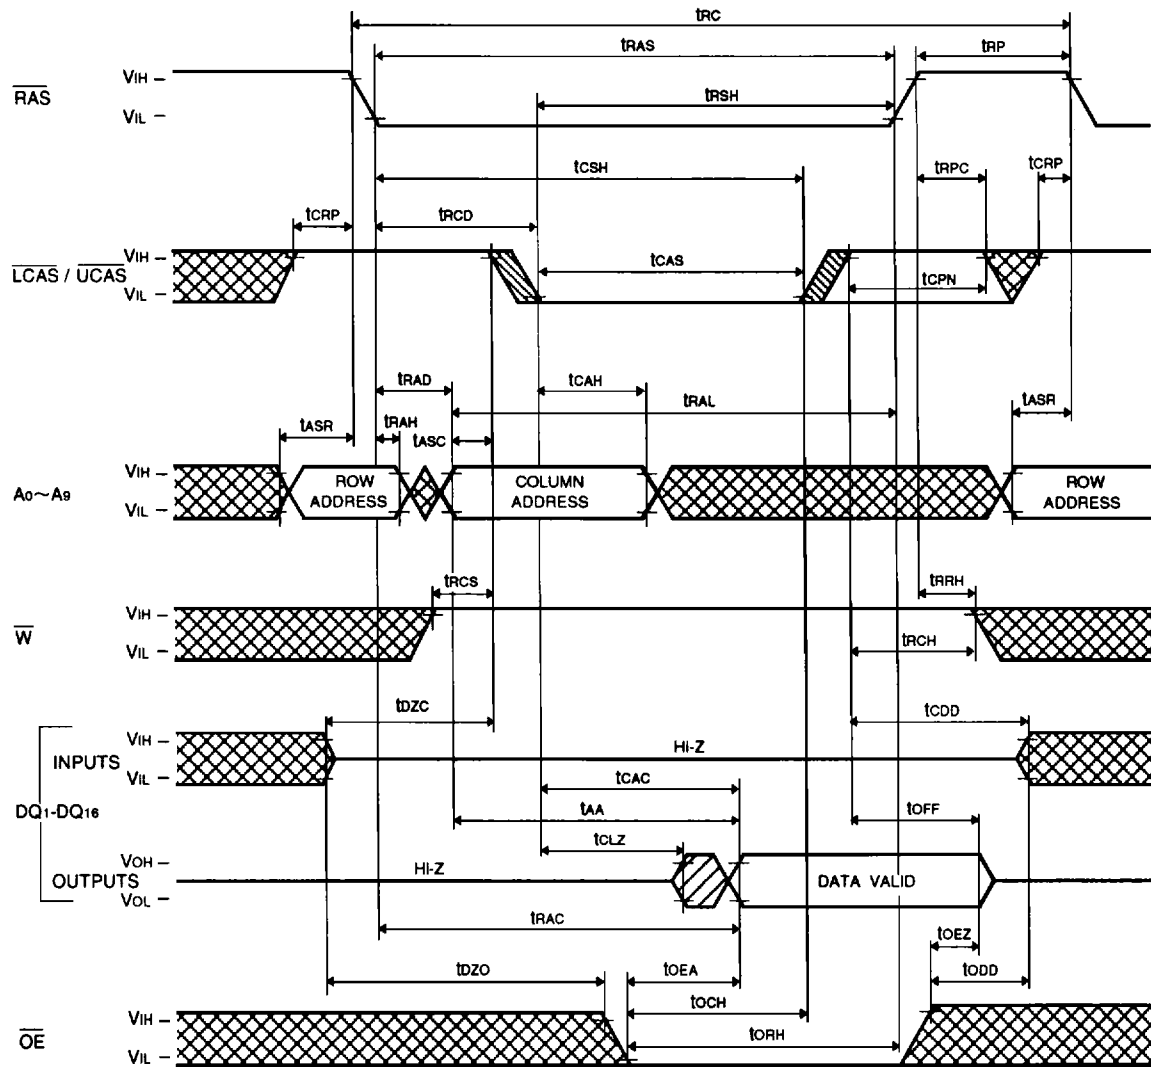 tRC
tRAS
tRP
RAS
VIH
VIL
tRSH
tCSH
tRPC
tCRP
tCRP
tRCD
LCAS / UCAS
VIH
VIL
tCAS
tCPN
tRAD
tCAH
tRAL
tASR
tRAH
tASC
tASR
A0~A9
VIH
VIL
ROW ADDRESS
COLUMN ADDRESS
ROW ADDRESS
tRCS
tRRH
W
VIH
VIL
tRCH
tDZC
tCDD
DQ1-DQ16
INPUTS
VIH
VIL
Hi-Z
tCAC
tAA
tOFF
tCLZ
OUTPUTS
VOH
VOL
Hi-Z
DATA VALID
tRAC
tOEZ
tDZO
tOEA
tODD
tOCH
OE
VIH
VIL
tORH